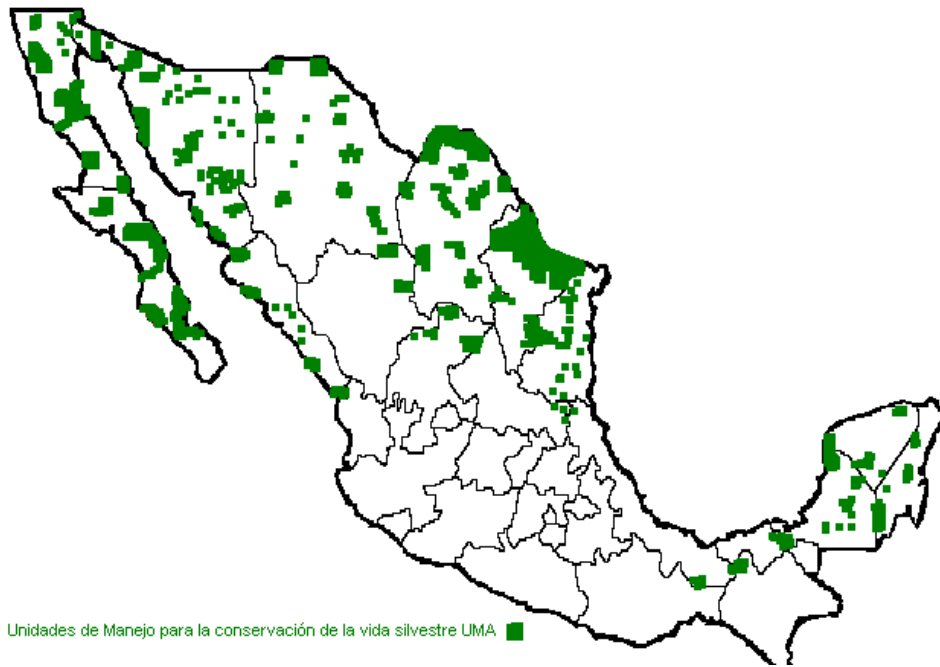 Unidades de Manejo para la conservación de la vida silvestre UMA